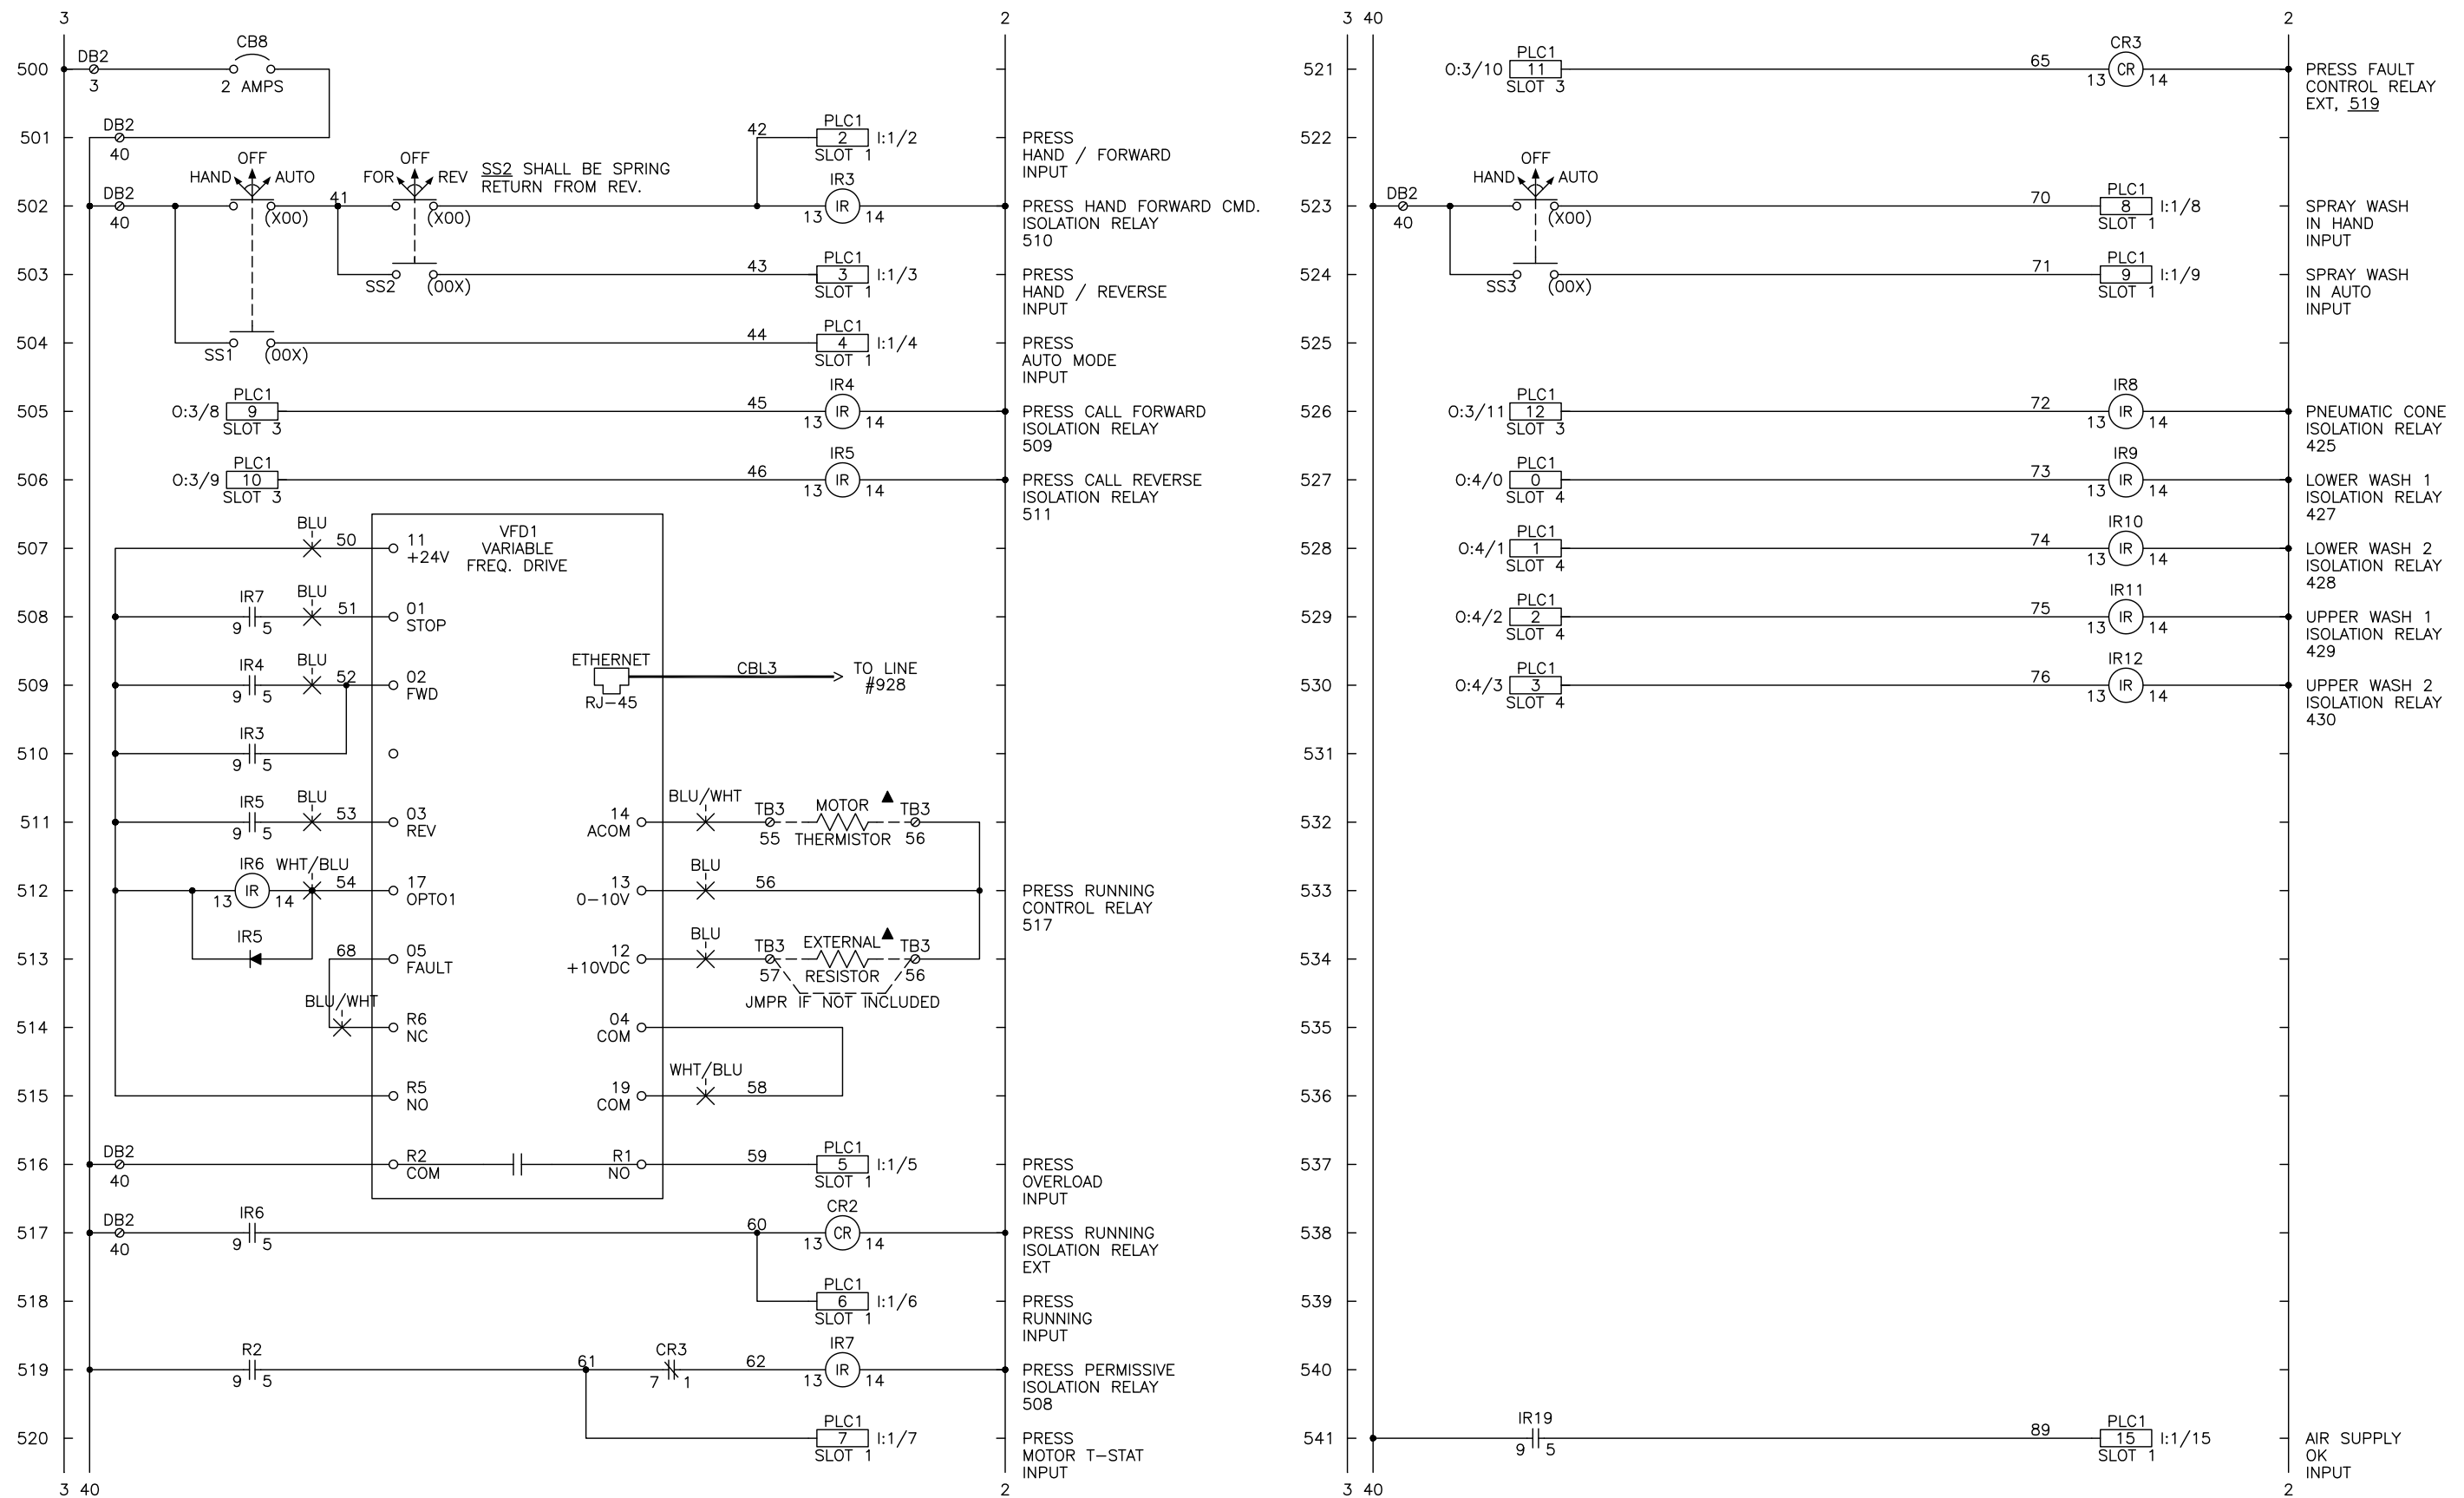 3
2
500
DB2
3
CB8
2 AMPS
501
DB2
40
42
PLC1
2
I:1/2
SLOT 1
PRESS
HAND / FORWARD
INPUT
OFF
HAND
AUTO
OFF
FOR
REV
SS2 SHALL BE SPRING
RETURN FROM REV.
502
DB2
40
(X00)
41
(X00)
IR3
IR
13
14
PRESS HAND FORWARD CMD.
ISOLATION RELAY
510
503
SS2
(00X)
43
PLC1
3
I:1/3
SLOT 1
PRESS
HAND / REVERSE
INPUT
504
SS1
(00X)
44
PLC1
4
I:1/4
SLOT 1
PRESS
AUTO MODE
INPUT
505
O:3/8
PLC1
9
SLOT 3
45
IR4
IR
13
14
PRESS CALL FORWARD
ISOLATION RELAY
509
506
O:3/9
PLC1
10
SLOT 3
46
IR5
IR
13
14
PRESS CALL REVERSE
ISOLATION RELAY
511
VFD1
VARIABLE
FREQ. DRIVE
507
BLU
50
11
+24V
508
IR7
9
5
BLU
51
01
STOP
509
IR4
9
5
BLU
52
02
FWD
ETHERNET
RJ-45
CBL3
TO LINE
#928
510
IR3
9
5
511
IR5
9
5
BLU
53
03
REV
14
ACOM
BLU/WHT
TB3
55
MOTOR
THERMISTOR
TB3
56
512
IR6
IR
13
14
WHT/BLU
54
17
OPTO1
13
0-10V
BLU
56
PRESS RUNNING
CONTROL RELAY
517
513
IR5
68
05
FAULT
12
+10VDC
BLU
TB3
57
EXTERNAL
RESISTOR
TB3
56
JMPR IF NOT INCLUDED
514
BLU/WHT
R6
NC
04
COM
515
R5
NO
19
COM
WHT/BLU
58
516
DB2
40
R2
COM
R1
NO
59
PLC1
5
I:1/5
SLOT 1
PRESS
OVERLOAD
INPUT
517
DB2
40
IR6
9
5
60
CR2
CR
13
14
PRESS RUNNING
ISOLATION RELAY
EXT
518
PLC1
6
I:1/6
SLOT 1
PRESS
RUNNING
INPUT
519
R2
9
5
61
CR3
7
1
62
IR7
IR
13
14
PRESS PERMISSIVE
ISOLATION RELAY
508
520
PLC1
7
I:1/7
SLOT 1
PRESS
MOTOR T-STAT
INPUT
3 40
2
3 40
2
521
O:3/10
PLC1
11
SLOT 3
65
CR3
CR
13
14
PRESS FAULT
CONTROL RELAY
EXT, 519
522
OFF
HAND
AUTO
523
DB2
40
(X00)
70
PLC1
8
I:1/8
SLOT 1
SPRAY WASH
IN HAND
INPUT
524
SS3
(00X)
71
PLC1
9
I:1/9
SLOT 1
SPRAY WASH
IN AUTO
INPUT
525
526
O:3/11
PLC1
12
SLOT 3
72
IR8
IR
13
14
PNEUMATIC CONE
ISOLATION RELAY
425
527
O:4/0
PLC1
0
SLOT 4
73
IR9
IR
13
14
LOWER WASH 1
ISOLATION RELAY
427
528
O:4/1
PLC1
1
SLOT 4
74
IR10
IR
13
14
LOWER WASH 2
ISOLATION RELAY
428
529
O:4/2
PLC1
2
SLOT 4
75
IR11
IR
13
14
UPPER WASH 1
ISOLATION RELAY
429
530
O:4/3
PLC1
3
SLOT 4
76
IR12
IR
13
14
UPPER WASH 2
ISOLATION RELAY
430
531
532
533
534
535
536
537
538
539
540
541
IR19
9
5
89
PLC1
15
I:1/15
SLOT 1
AIR SUPPLY
OK
INPUT
3 40
2